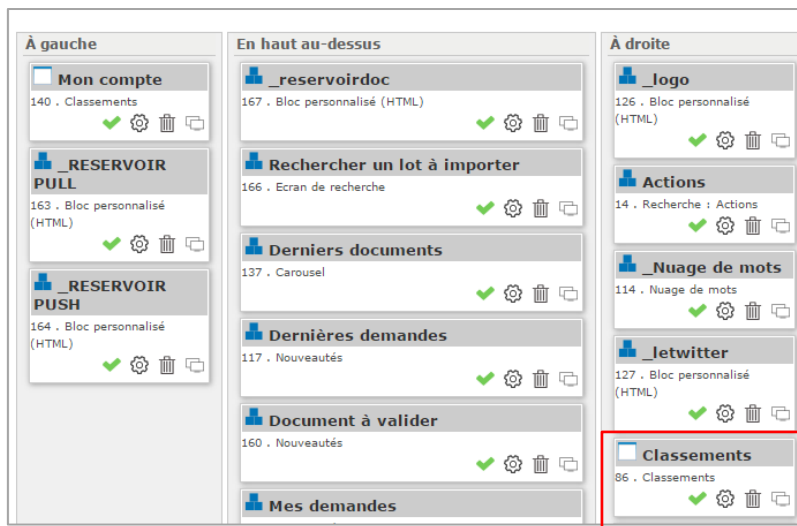 À gauche
Mon compte
140 . Classements
_RESERVOIR
PULL
163 . Bloc personnalisé
(HTML)
_RESERVOIR
PUSH
164 . Bloc personnalisé
(HTML)
En haut au-dessus
_reservoirdoc
167 . Bloc personnalisé (HTML)
Rechercher un lot à importer
166 . Ecran de recherche
Derniers documents
137 . Carousel
Dernières demandes
117 . Nouveautés
Document à valider
160 . Nouveautés
Mes demandes
À droite
_logo
126 . Bloc personnalisé
(HTML)
Actions
14 . Recherche : Actions
_Nuage de mots
114 . Nuage de mots
_letwitter
127 . Bloc personnalisé
(HTML)
Classements
86 . Classements